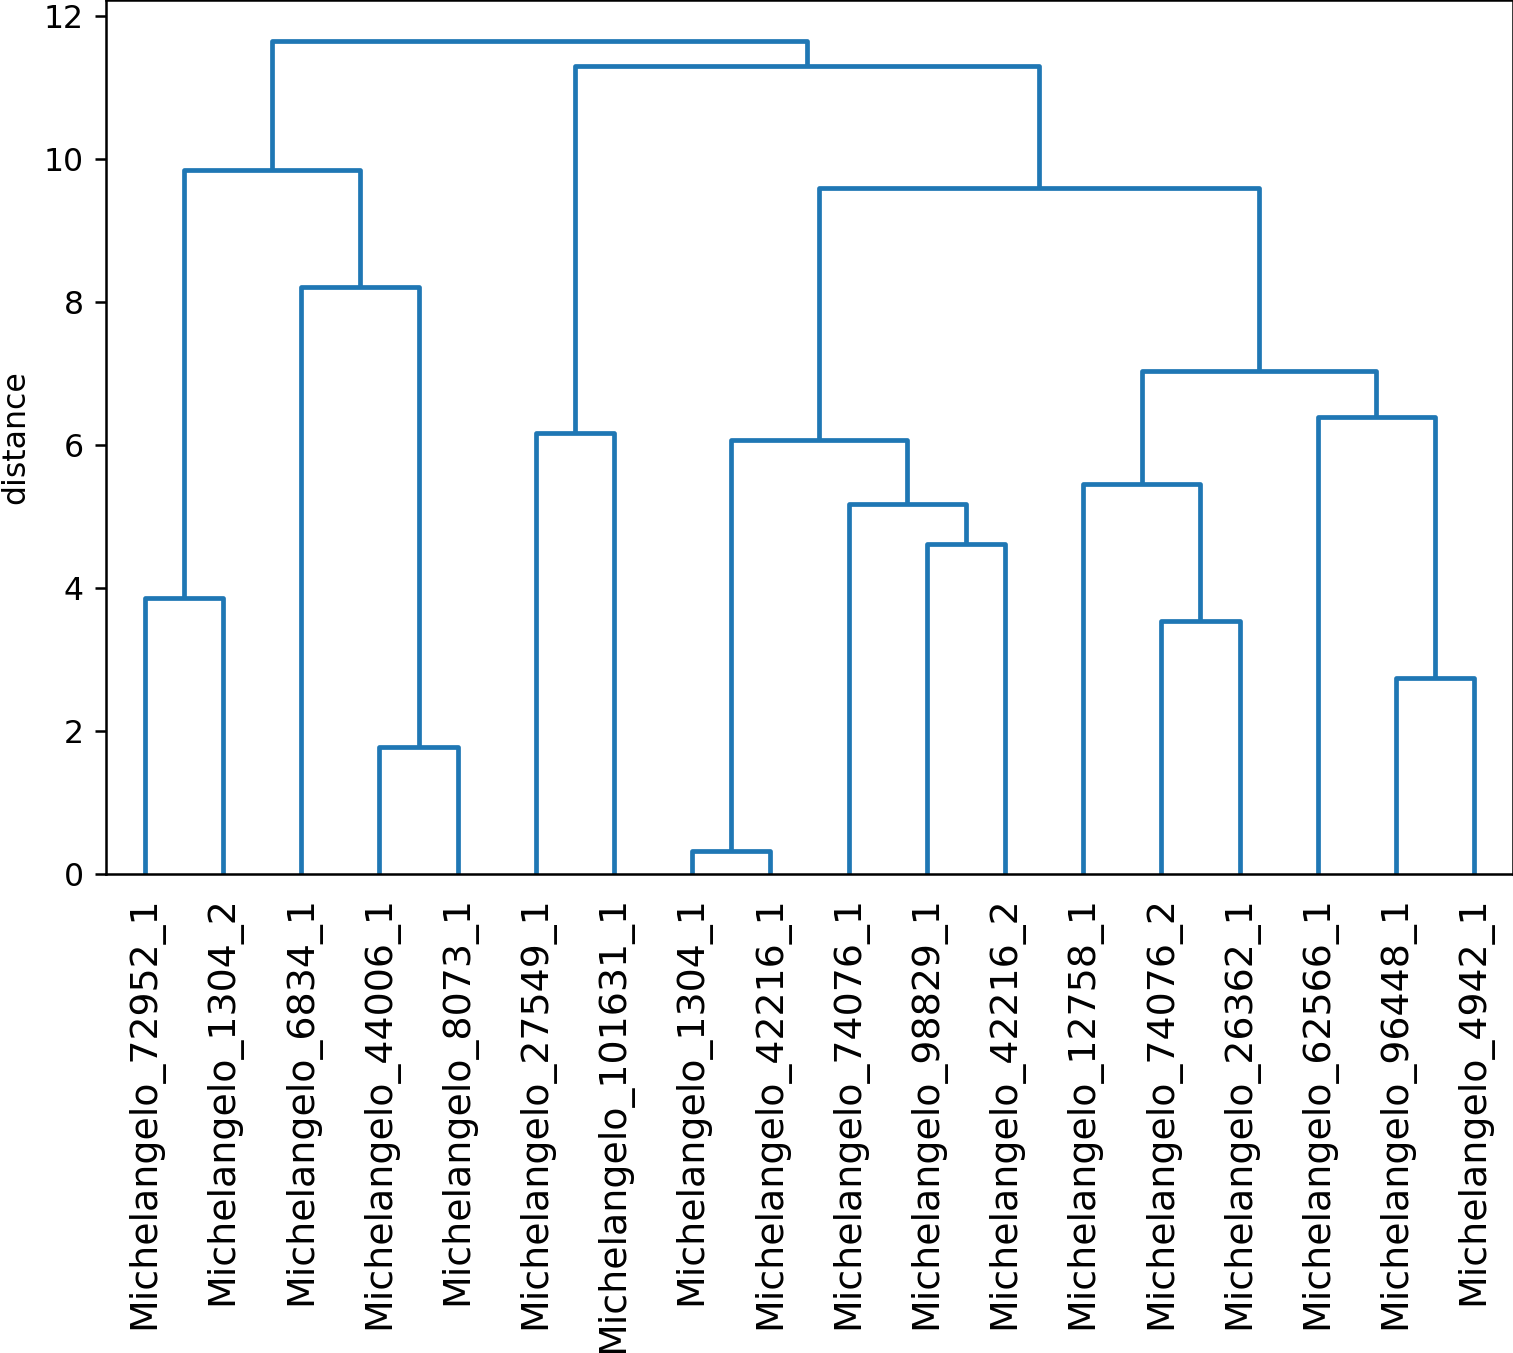 12
10
8
6
4
2
0
distance
Michelangelo_72952_1
Michelangelo_1304_2
Michelangelo_6834_1
Michelangelo_44006_1
Michelangelo_8073_1
Michelangelo_27549_1
Michelangelo_101631_1
Michelangelo_1304_1
Michelangelo_42216_1
Michelangelo_74076_1
Michelangelo_98829_1
Michelangelo_42216_2
Michelangelo_12758_1
Michelangelo_74076_2
Michelangelo_26362_1
Michelangelo_62566_1
Michelangelo_96448_1
Michelangelo_4942_1